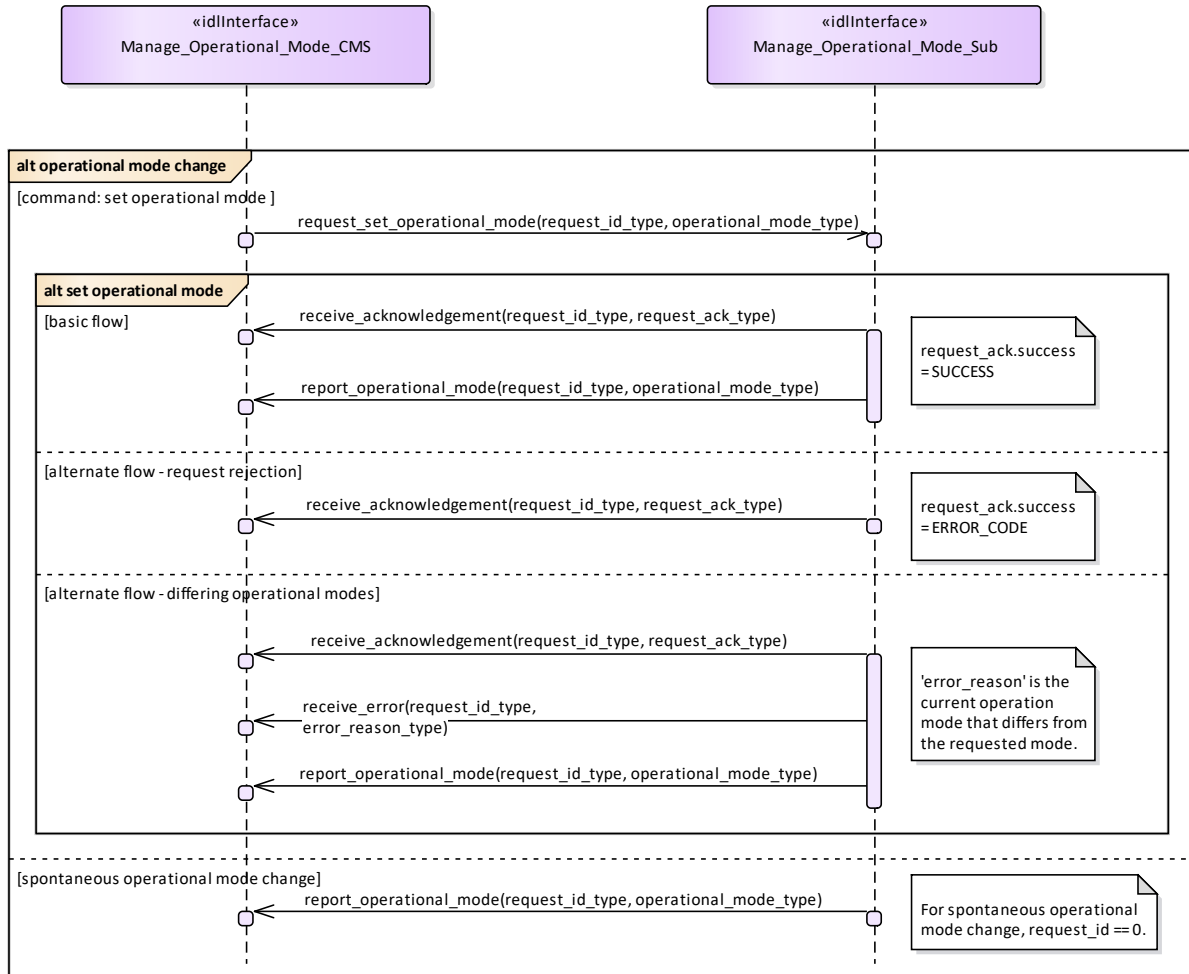 «idlInterface»
Manage_Operational_Mode_CMS
«idlInterface»
Manage_Operational_Mode_Sub
alt operational mode change
[command: set operational mode ]
request_set_operational_mode(request_id_type, operational_mode_type)
alt set operational mode
[basic flow]
receive_acknowledgement(request_id_type, request_ack_type)
request_ack.success
= SUCCESS
report_operational_mode(request_id_type, operational_mode_type)
[alternate flow - request rejection]
receive_acknowledgement(request_id_type, request_ack_type)
request_ack.success
= ERROR_CODE
[alternate flow - differing operational modes]
receive_acknowledgement(request_id_type, request_ack_type)
'error_reason' is the
current operation
mode that differs from
the requested mode.
receive_error(request_id_type,
error_reason_type)
report_operational_mode(request_id_type, operational_mode_type)
[spontaneous operational mode change]
report_operational_mode(request_id_type, operational_mode_type)
For spontaneous operational
mode change, request_id == 0.